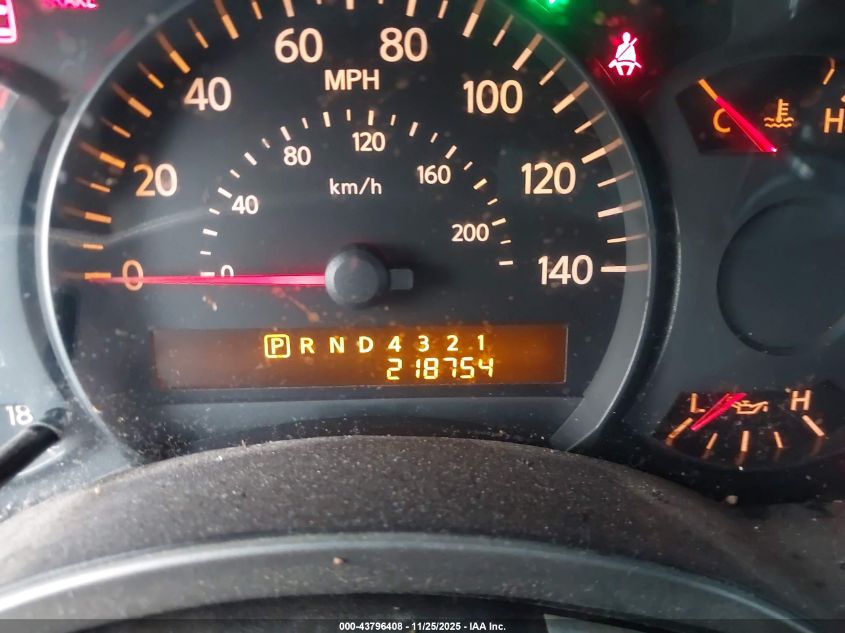 BRAKE
60 80
MPH
40 100
120
80
20 km/h 160 120
40
200
0 0 140
C H
P R N D 4 3 2 1
218754
L H
18
000-43796408 - 11/25/2025 - IAA Inc.